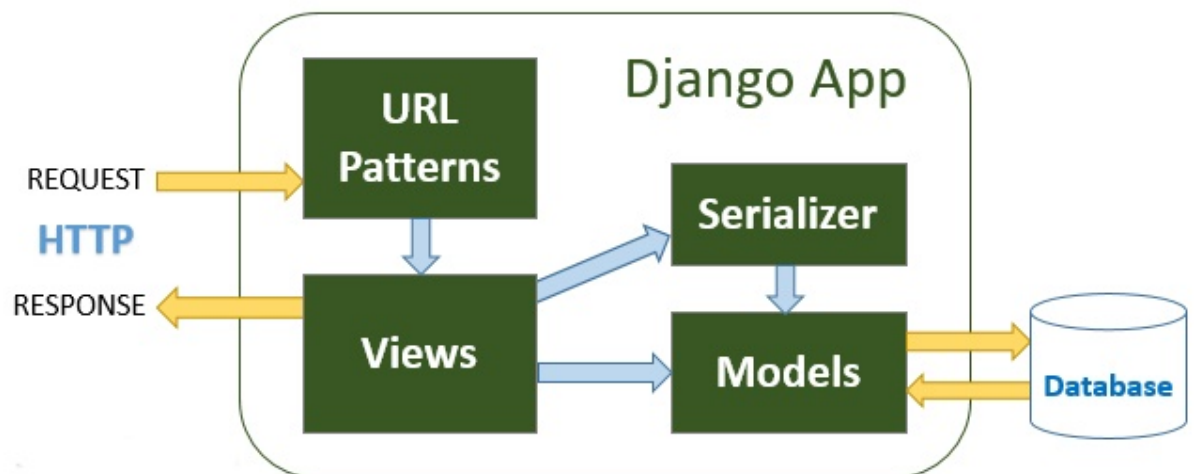 Django App
URL
Patterns
REQUEST
HTTP
RESPONSE
Views
Serializer
Models
Database